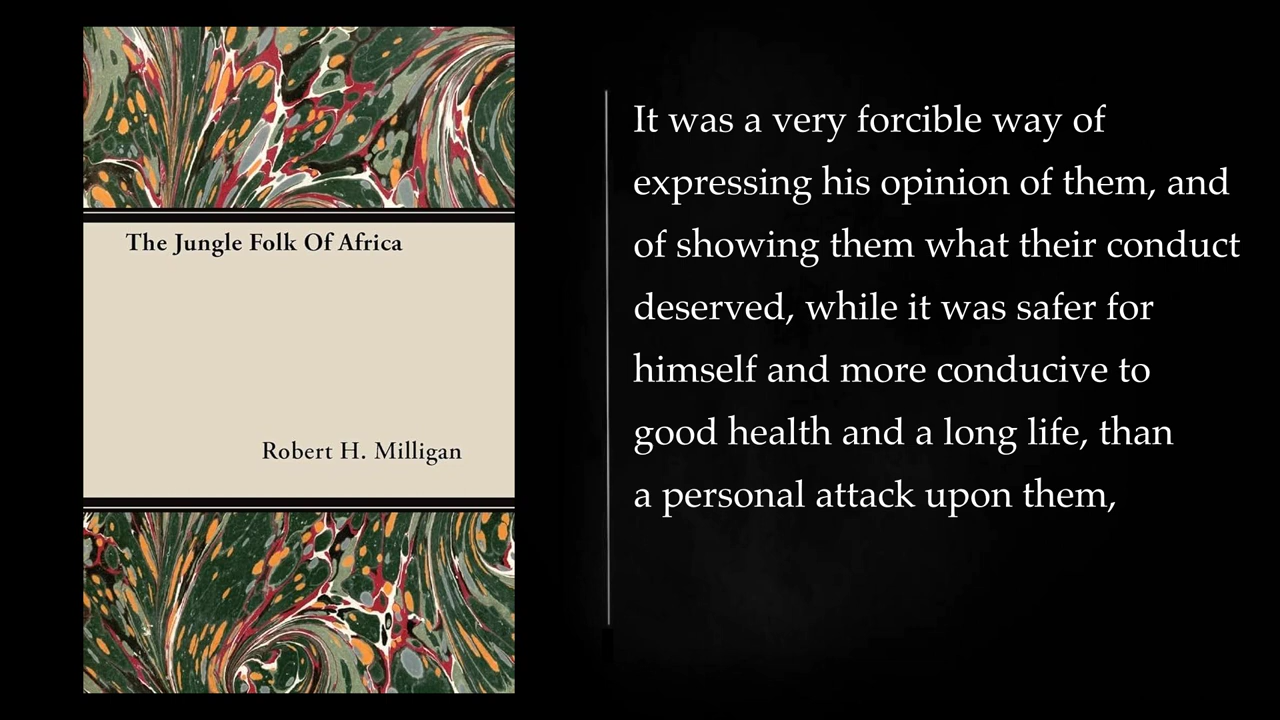 The Jungle Folk Of Africa
Robert H. Milligan
It was a very forcible way of
expressing his opinion of them, and
of showing them what their conduct
deserved, while it was safer for
himself and more conducive to
good health and a long life, than
a personal attack upon them,